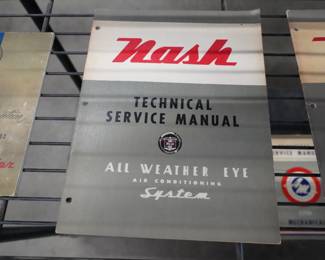 Nash
TECHNICAL
SERVICE MANUAL
ALL WEATHER EYE
AIR CONDITIONING
System